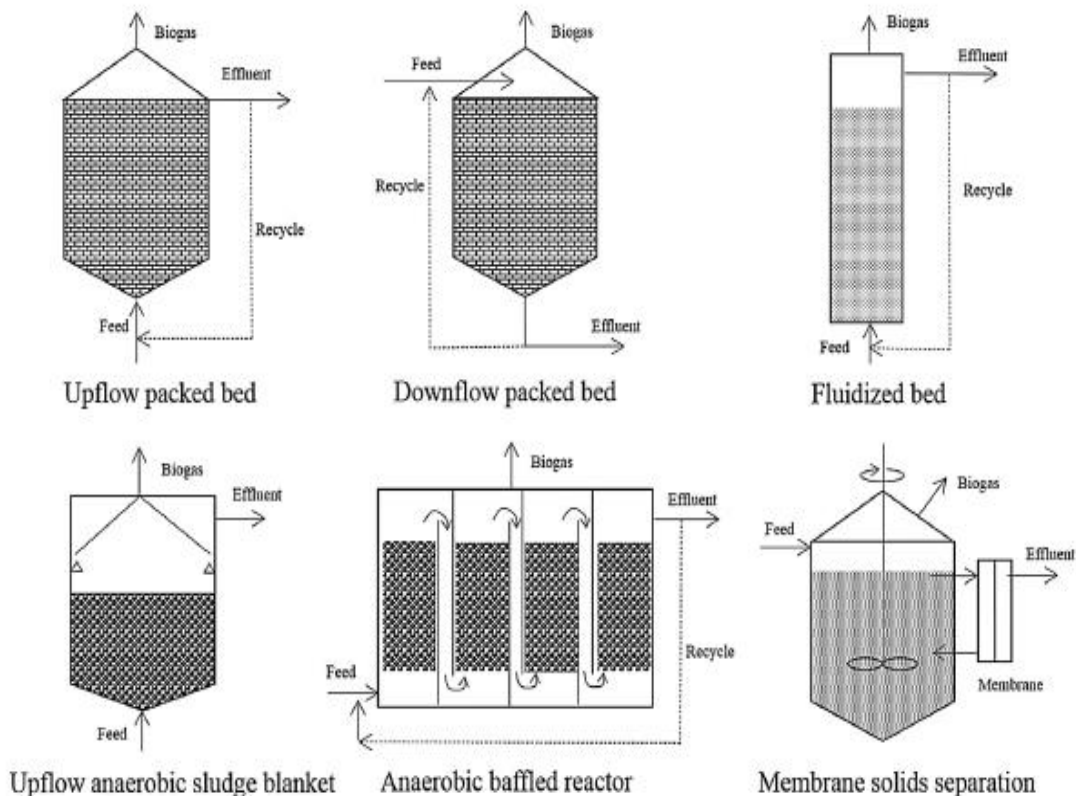 Biogas
Effluent
Recycle
Feed
Upflow packed bed
Biogas
Feed
Recycle
Effluent
Downflow packed bed
Biogas
Effluent
Recycle
Feed
Fluidized bed
Biogas
Effluent
Feed
Upflow anaerobic sludge blanket
Biogas
Effluent
Feed
Recycle
Anaerobic baffled reactor
Biogas
Feed
Effluent
Membrane
Membrane solids separation